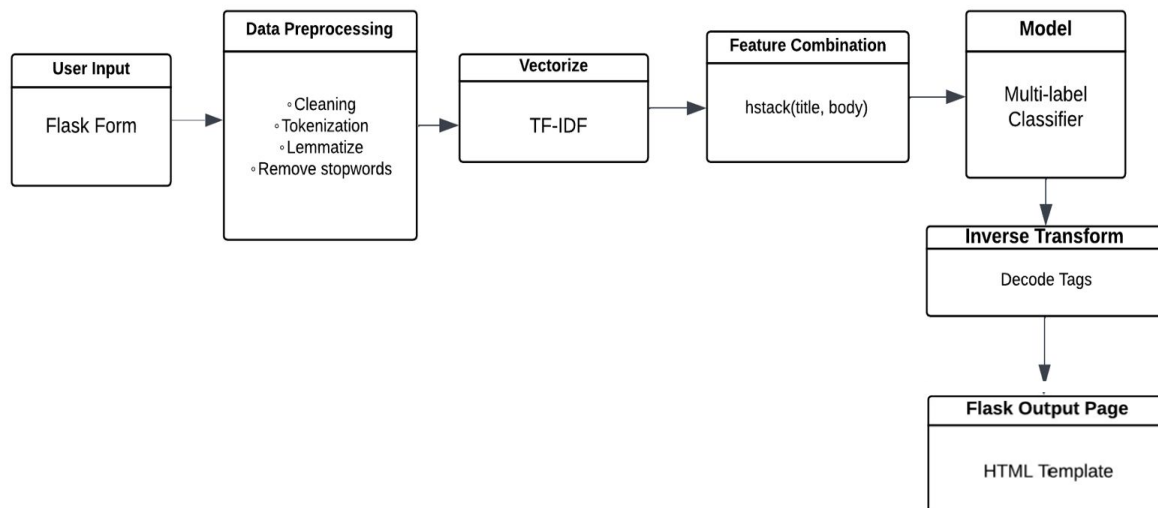 User Input
Flask Form
Data Preprocessing
◦Cleaning
◦Tokenization
◦Lemmatize
◦Remove stopwords
Vectorize
TF-IDF
Feature Combination
hstack(title, body)
Model
Multi-label
Classifier
Inverse Transform
Decode Tags
Flask Output Page
HTML Template